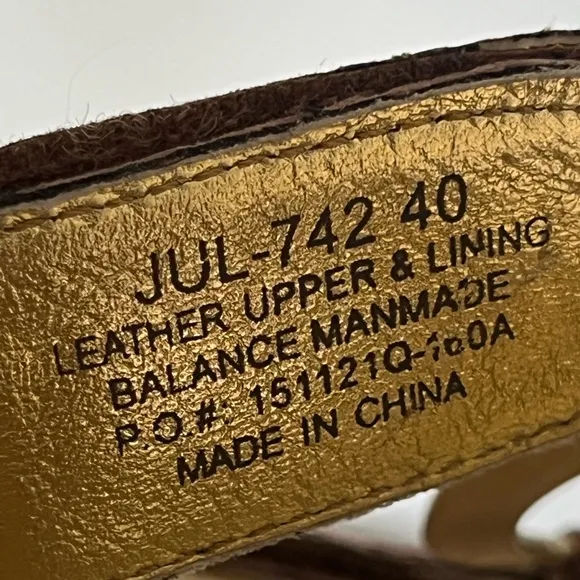 JUL-742 40
LEATHER UPPER & LINING
BALANCE MANMADE
P.O.#:
MADE IN CHINA